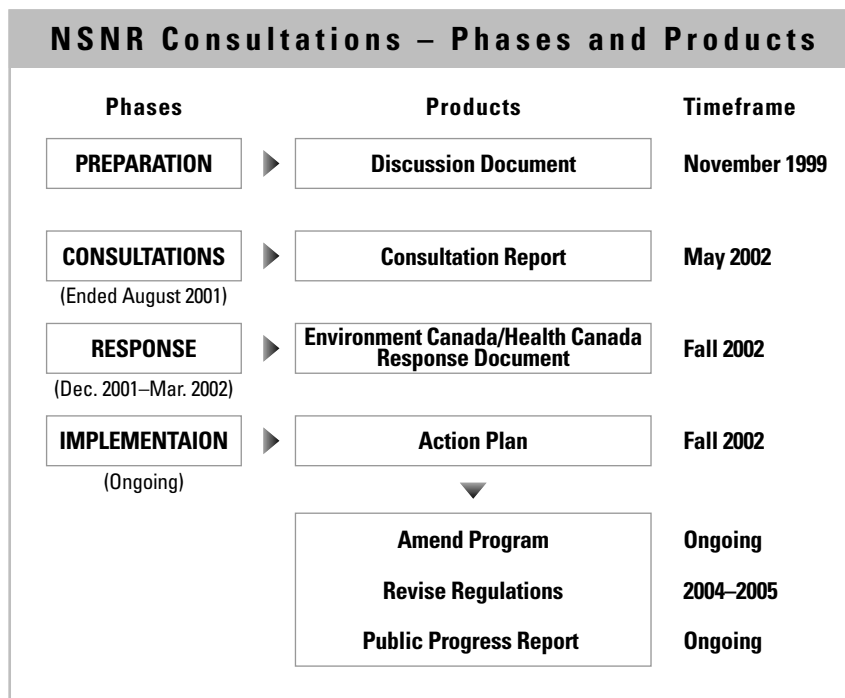 NSNR Consultations – Phases and Products
Phases Products Timeframe
PREPARATION Discussion Document November 1999
CONSULTATIONS Consultation Report May 2002
(Ended August 2001)
RESPONSE Environment Canada/Health Canada
Response Document Fall 2002
(Dec. 2001–Mar. 2002)
IMPLEMENTAION Action Plan Fall 2002
(Ongoing)
Amend Program Ongoing
Revise Regulations 2004–2005
Public Progress Report Ongoing